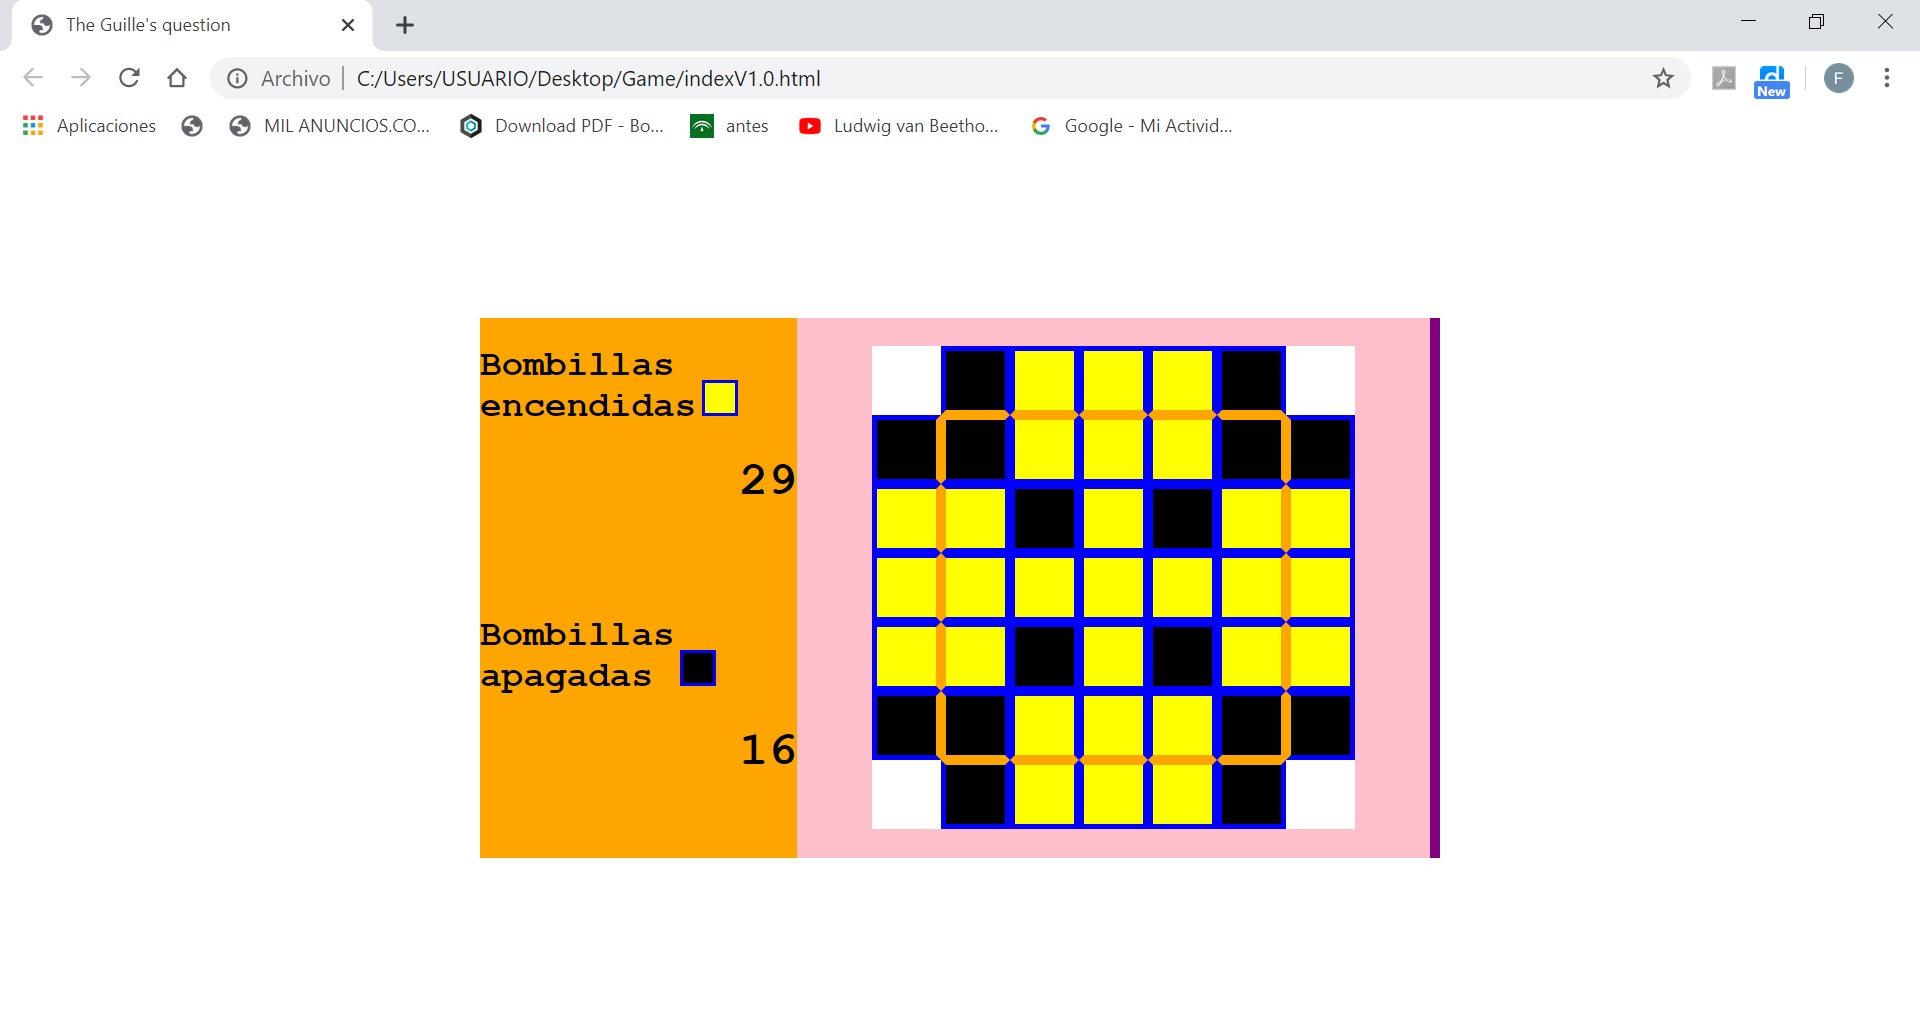 The Guille's question
Archivo
C:/Users/USUARIO/Desktop/Game/indexV1.0.html
F
New
Aplicaciones
MIL ANUNCIOS.CO...
Download PDF - Bo...
antes
Ludwig van Beetho...
Google - Mi Activid...
Bombillas
encendidas
29
Bombillas
apagadas
16